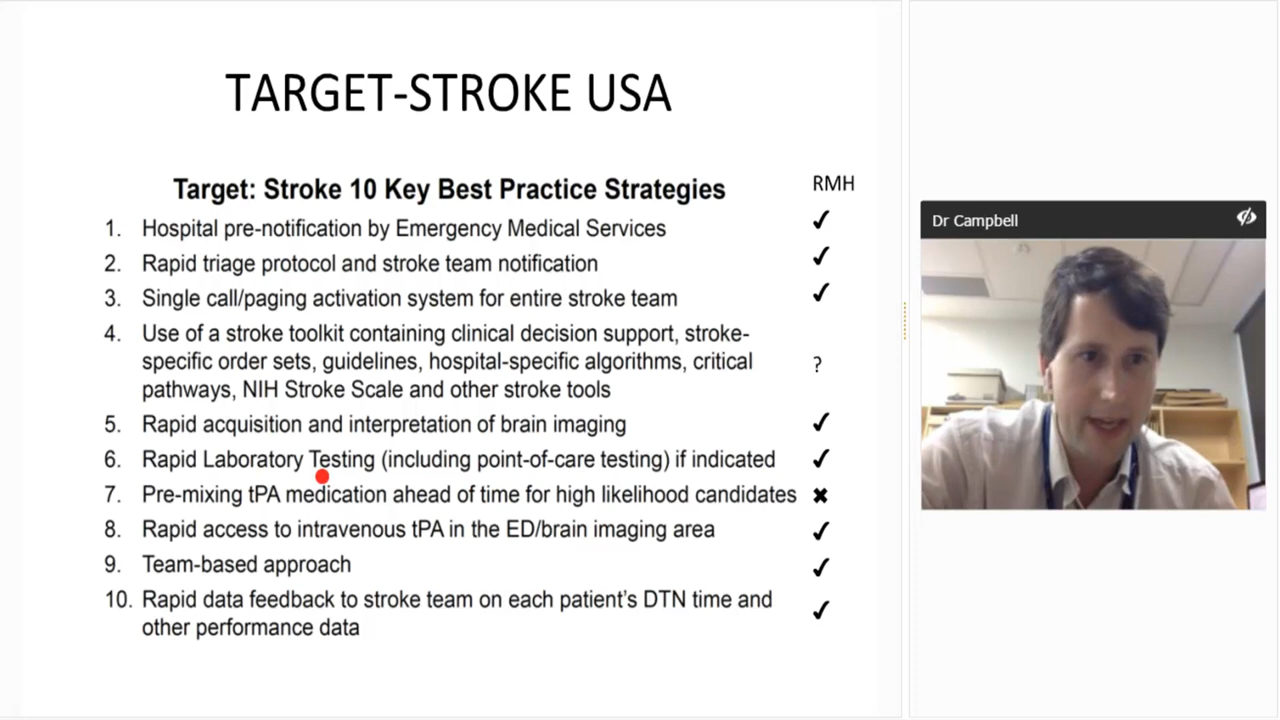 TARGET-STROKE USA
Target: Stroke 10 Key Best Practice Strategies
RMH
1. Hospital pre-notification by Emergency Medical Services ✓
2. Rapid triage protocol and stroke team notification ✓
3. Single call/paging activation system for entire stroke team ✓
4. Use of a stroke toolkit containing clinical decision support, stroke-
specific order sets, guidelines, hospital-specific algorithms, critical ?
pathways, NIH Stroke Scale and other stroke tools
5. Rapid acquisition and interpretation of brain imaging ✓
6. Rapid Laboratory Testing (including point-of-care testing) if indicated ✓
7. Pre-mixing tPA medication ahead of time for high likelihood candidates ✖
8. Rapid access to intravenous tPA in the ED/brain imaging area ✓
9. Team-based approach ✓
10. Rapid data feedback to stroke team on each patient's DTN time and ✓
other performance data
Dr Campbell